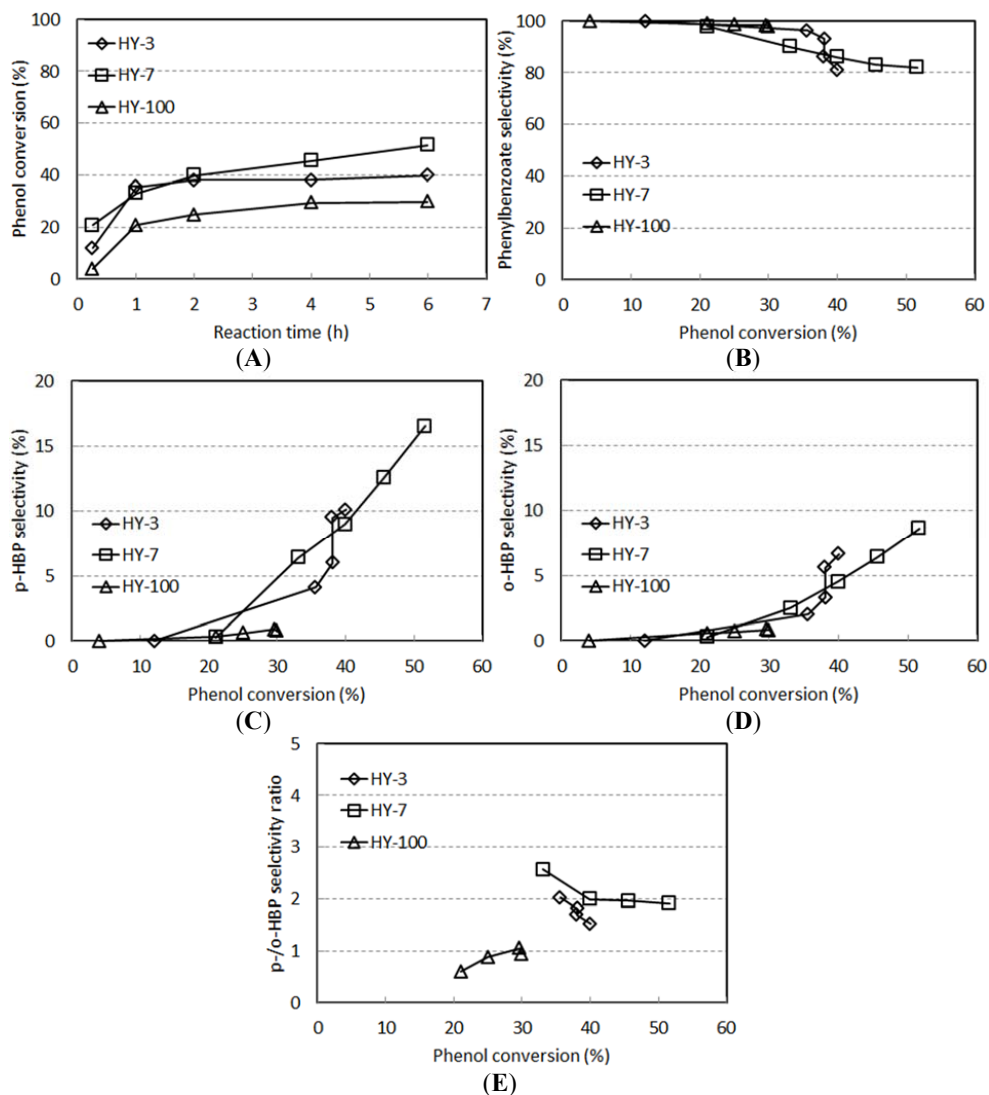 Phenol conversion (%)
100
80
60
40
20
0
HY-3
HY-7
HY-100
0 1 2 3 4 5 6 7
Reaction time (h)
(A)
Phenylbenzoate selectivity (%)
100
80
60
40
20
0
HY-3
HY-7
HY-100
0 10 20 30 40 50 60
Phenol conversion (%)
(B)
p-HBP selectivity (%)
20
15
10
5
0
HY-3
HY-7
HY-100
0 10 20 30 40 50 60
Phenol conversion (%)
(C)
o-HBP selectivity (%)
20
15
10
5
0
HY-3
HY-7
HY-100
0 10 20 30 40 50 60
Phenol conversion (%)
(D)
p-/o-HBP seelctivity ratio
5
4
3
2
1
0
HY-3
HY-7
HY-100
0 10 20 30 40 50 60
Phenol conversion (%)
(E)